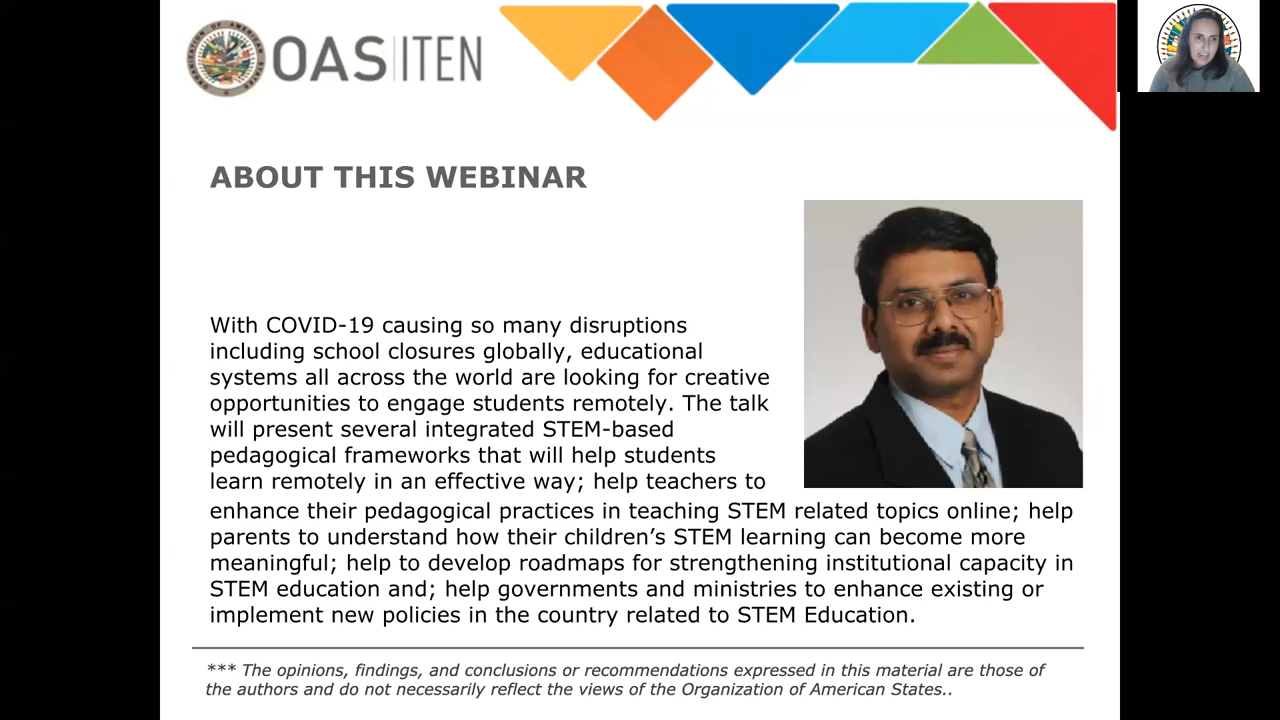 OAS|ITEN
ABOUT THIS WEBINAR
With COVID-19 causing so many disruptions
including school closures globally, educational
systems all across the world are looking for creative
opportunities to engage students remotely. The talk
will present several integrated STEM-based
pedagogical frameworks that will help students
learn remotely in an effective way; help teachers to
enhance their pedagogical practices in teaching STEM related topics online; help
parents to understand how their children’s STEM learning can become more
meaningful; help to develop roadmaps for strengthening institutional capacity in
STEM education and; help governments and ministries to enhance existing or
implement new policies in the country related to STEM Education.
*** The opinions, findings, and conclusions or recommendations expressed in this material are those of
the authors and do not necessarily reflect the views of the Organization of American States..